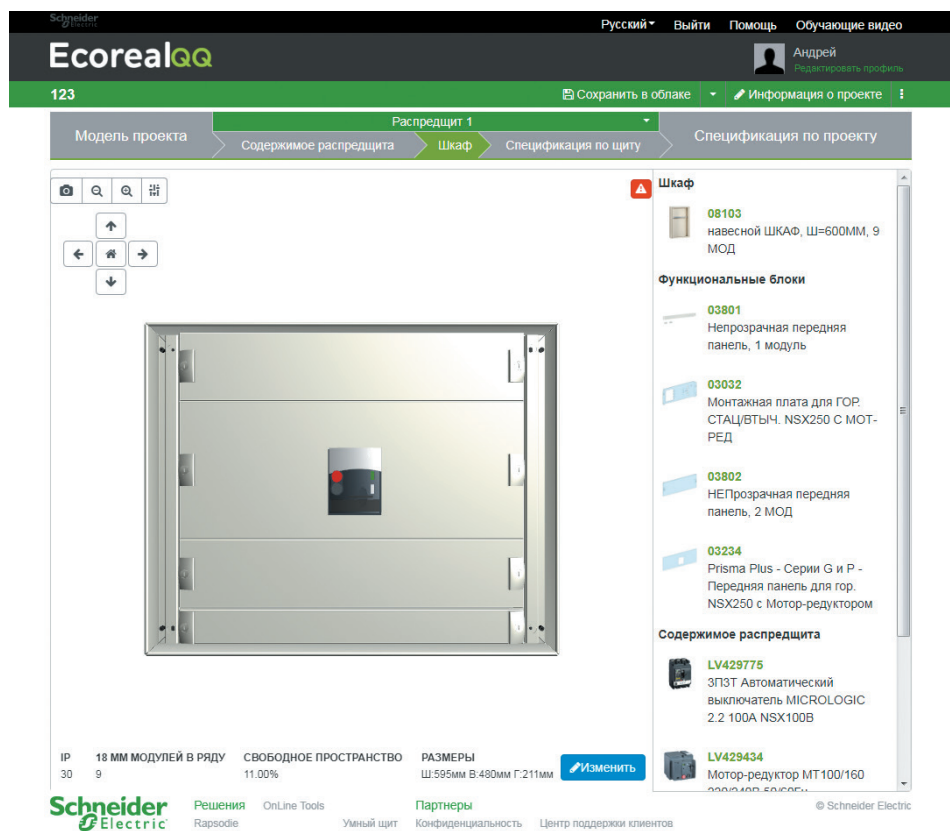 Schneider
Electric
Русский Выйти Помощь Обучающие видео
EcorealQQ
Андрей
Редактировать профиль
123
Сохранить в облаке Информация о проекте
Модель проекта
Распредщит 1
Содержимое распредщита Шкаф Спецификация по щиту
Спецификация по проекту
Шкаф
08103
навесной ШКАФ, Ш=600ММ, 9
МОД
Функциональные блоки
03801
Непрозрачная передняя
панель, 1 модуль
03032
Монтажная плата для ГОР.
СТАЦ/ВТЫЧ. NSX250 С МОТ-
РЕД
03802
НЕПрозрачная передняя
панель, 2 МОД
03234
Prisma Plus - Серии G и P -
Передняя панель для гор.
NSX250 с Мотор-редуктором
Содержимое распредщита
LV429775
3П3Т Автоматический
выключатель MICROLOGIC
2.2 100A NSX100B
LV429434
Мотор-редуктор MT100/160
220/240В 50/60Гц
IP 18 ММ МОДУЛЕЙ В РЯДУ СВОБОДНОЕ ПРОСТРАНСТВО РАЗМЕРЫ
30 9 11.00% Ш:595мм В:480мм Г:211мм
Изменить
Schneider
Electric
Решения OnLine Tools Партнеры
Rapsodie Умный щит Конфиденциальность Центр поддержки клиентов
© Schneider Electric